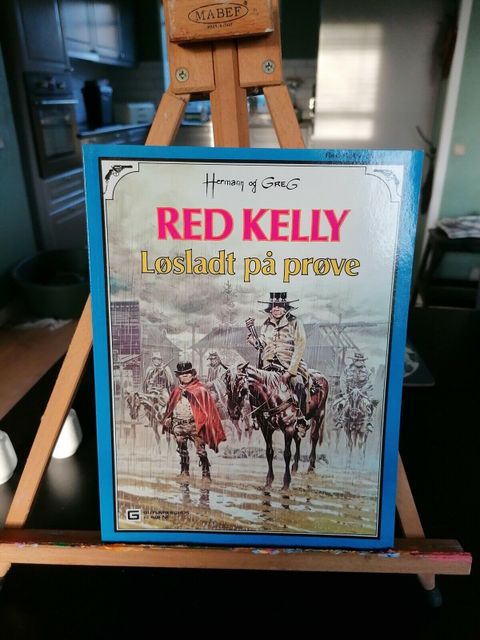 MABEF
Hermann og GREG
RED KELLY
Løsladt på prøve
G